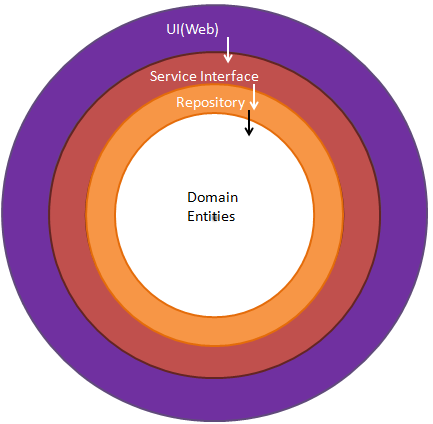 UI(Web)
Service Interface
Repository
Domain
Entities